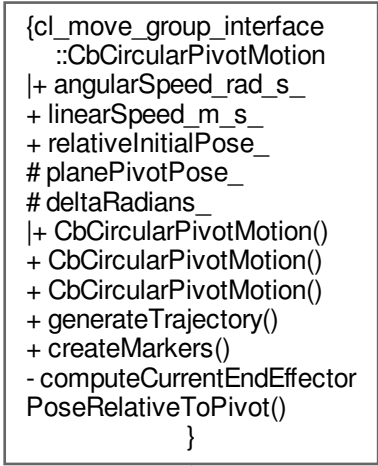 {cl_move_group_interface
::CbCircularPivotMotion
|+ angularSpeed_rad_s_
+ linearSpeed_m_s_
+ relativeInitialPose_
# planePivotPose_
# deltaRadians_
|+ CbCircularPivotMotion()
+ CbCircularPivotMotion()
+ CbCircularPivotMotion()
+ generateTrajectory()
+ createMarkers()
- computeCurrentEndEffector
PoseRelativeToPivot()
}